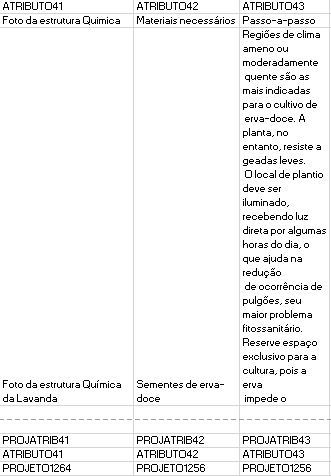 ATRIBUTO41 ATRIBUTO42 ATRIBUTO43
Foto da estrutura Quimica Materiais necessários Passo-a-passo
Regiões de clima
ameno ou
moderadamente
quente são as
mais indicadas
para o cultivo de
erva-doce. A
planta, no
entanto, resiste a
geadas leves.
O local de plantio
deve ser
iluminado,
recebendo luz
direta por algumas
horas do dia, o
que ajuda na
redução
de ocorrência de
pulgões, seu
maior problema
fitossanitário.
Reserve espaço
exclusivo para a
cultura, pois a
Foto da estrutura Química Sementes de erva- erva
da Lavanda doce impede o
PROJATRIB41 PROJATRIB42 PROJATRIB43
ATRIBUTO41 ATRIBUTO42 ATRIBUTO43
PROJETO1264 PROJETO1256 PROJETO1256